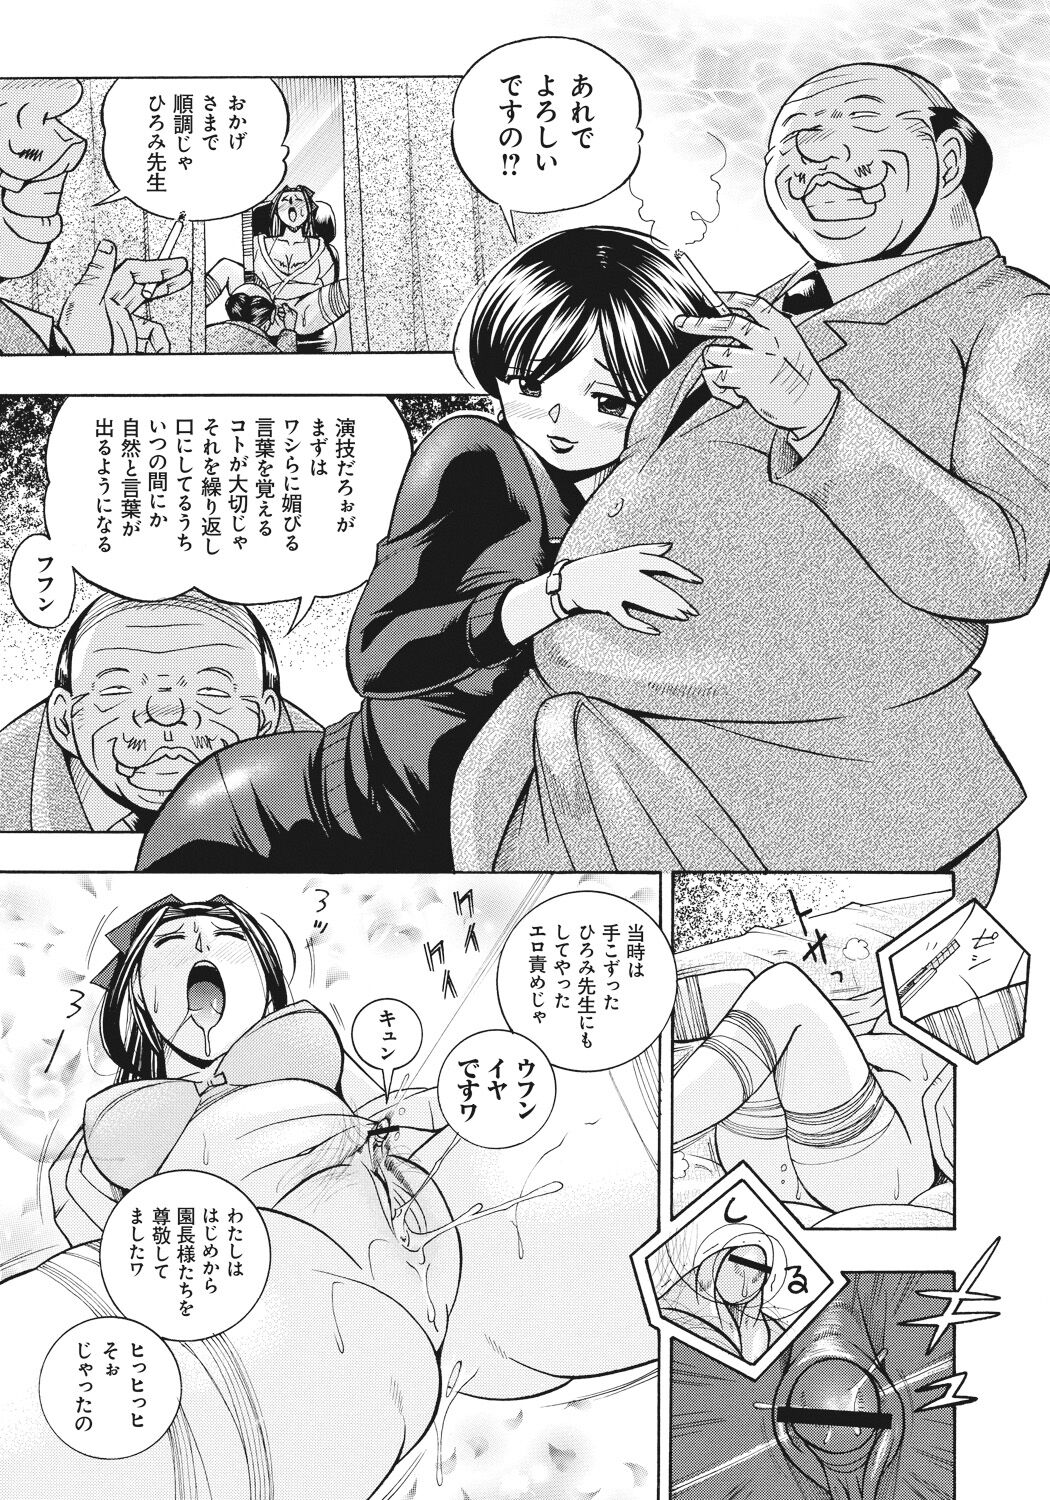 あれで
よろしい
ですの!?
おかげ
さまで
順調じゃ
ひろみ先生
演技だろぉが
まずは
ワシらに媚びる
言葉を覚える
コトが大切じゃ
それを繰り返し
口にしてるうち
いつの間にか
自然と言葉が
出るようになる
フフン
当時は
手こずった
ひろみ先生にも
してやった
エロ責めじゃ
ウフン
イヤ
ですワ
キュン
わたしは
はじめから
園長様たちを
尊敬して
ましたワ
ヒっヒっヒ
そぉ
じゃったの